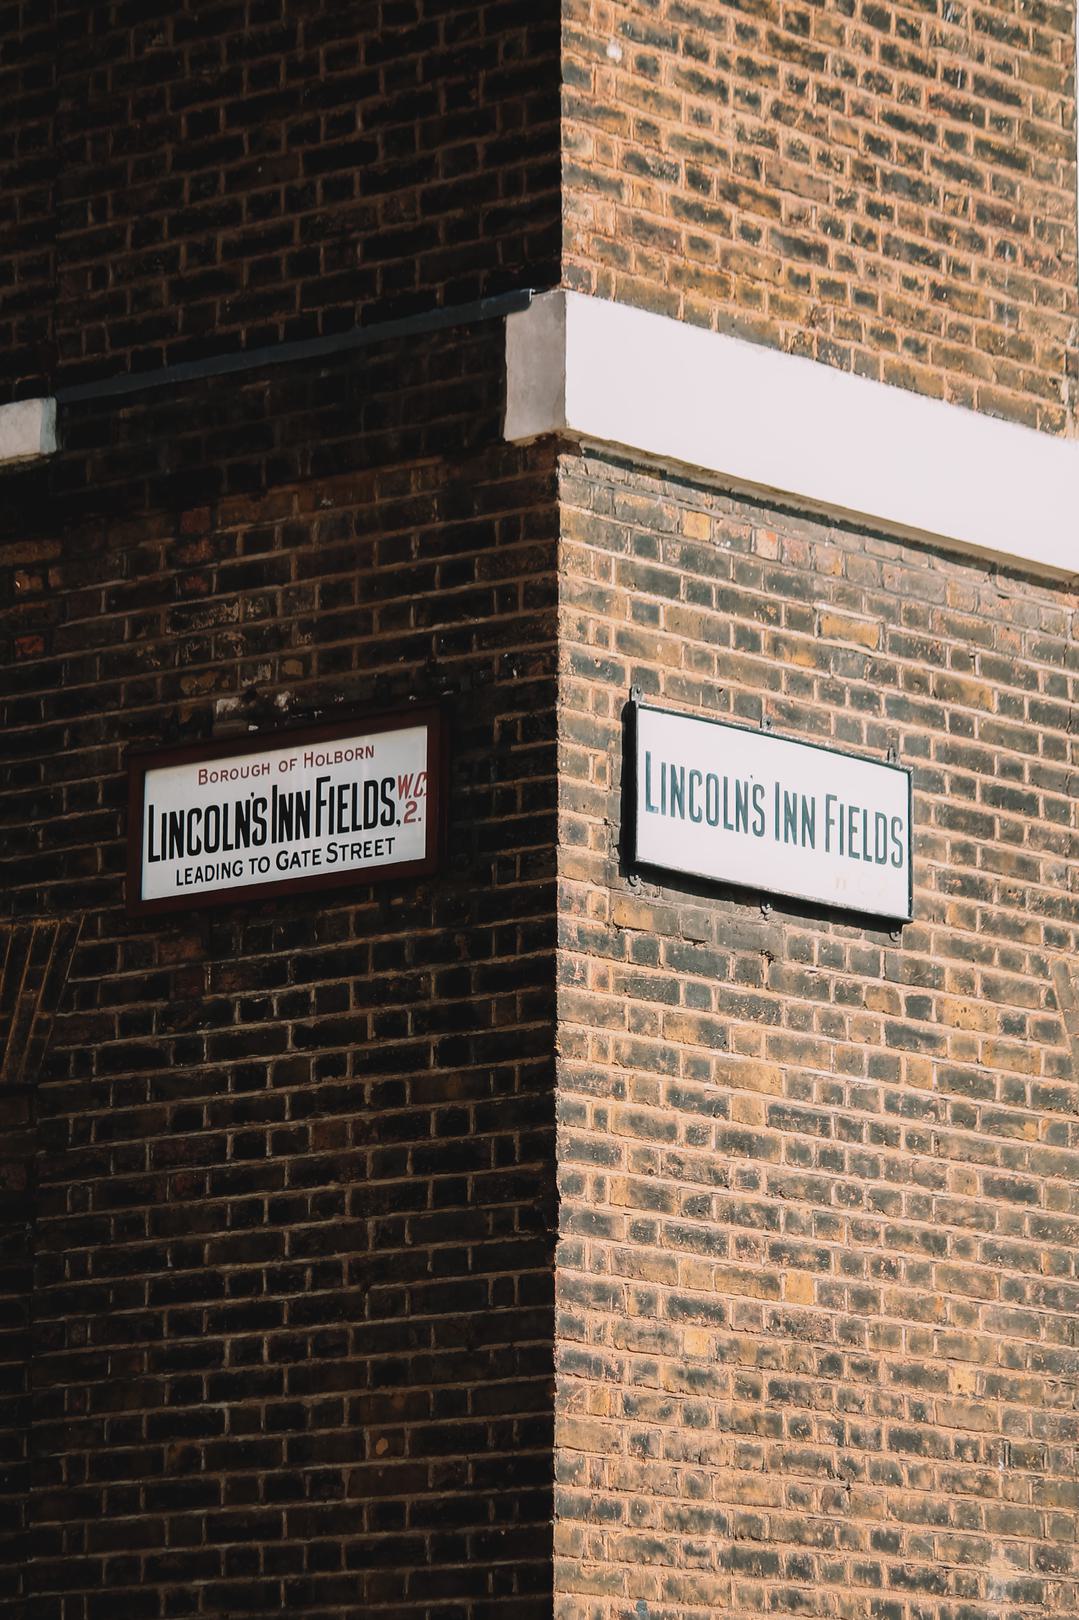 BOROUGH OF HOLBORN
LINCOLN'S INN FIELDS, W.C.
2.
LEADING TO GATE STREET
LINCOLN'S INN FIELDS